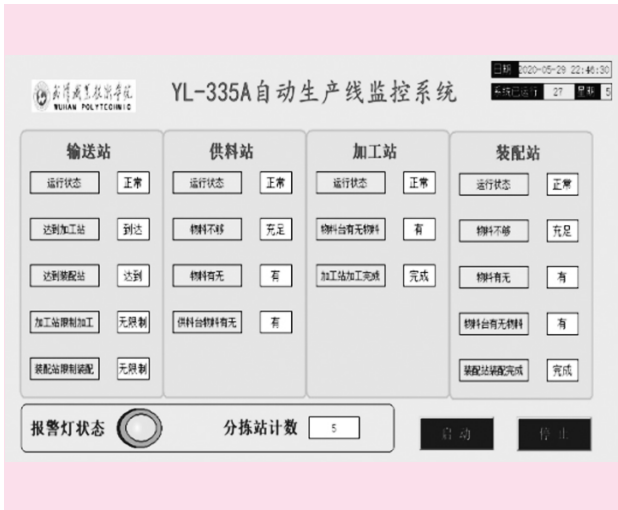 日期 2020-05-29 22:46:30
武汉职业技术学院
WUHAN POLYTECHNIC
YL-335A自动生产线监控系统
系统已运行 27 星期 5
输送站
运行状态 正常
达到加工站 到达
达到装配站 达到
加工站限制加工 无限制
装配站限制装配 无限制
供料站
运行状态 正常
物料不够 充足
物料有无 有
供料台物料有无 有
加工站
运行状态 正常
物料台有无物料 有
加工站加工完成 完成
装配站
运行状态 正常
物料不够 充足
物料有无 有
物料台有无物料 有
装配站装配完成 完成
报警灯状态
分拣站计数 5
启动
停止